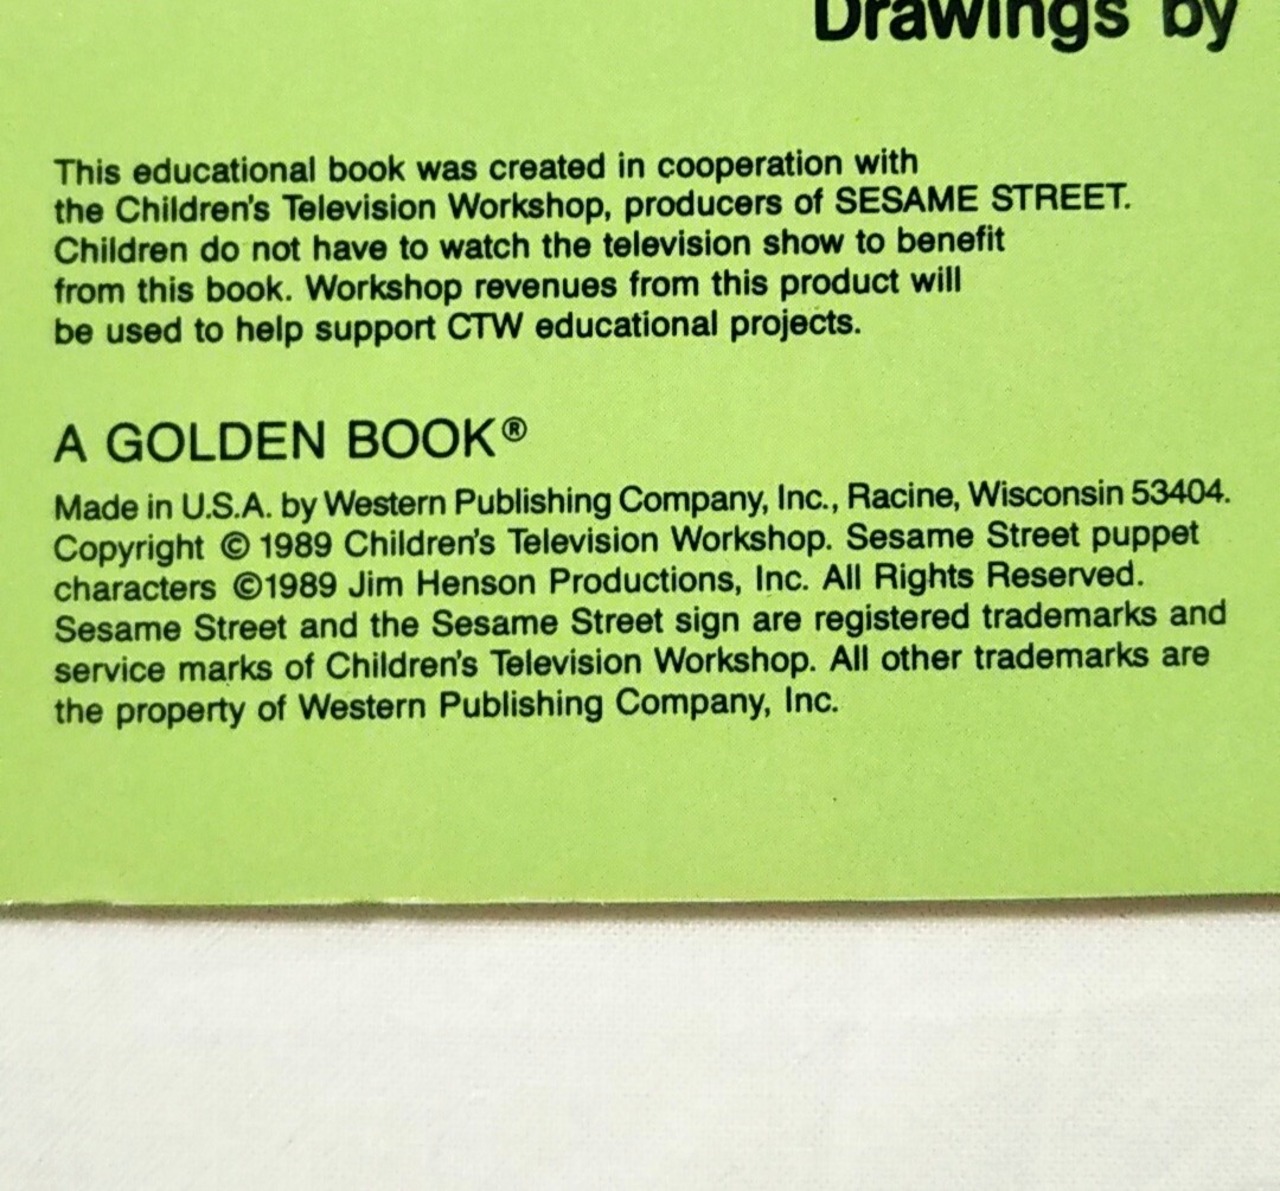 Drawings by
This educational book was created in cooperation with
the Children's Television Workshop, producers of SESAME STREET.
Children do not have to watch the television show to benefit
from this book. Workshop revenues from this product will
be used to help support CTW educational projects.
A GOLDEN BOOK®
Made in U.S.A. by Western Publishing Company, Inc., Racine, Wisconsin 53404.
Copyright © 1989 Children's Television Workshop. Sesame Street puppet
characters ©1989 Jim Henson Productions, Inc. All Rights Reserved.
Sesame Street and the Sesame Street sign are registered trademarks and
service marks of Children's Television Workshop. All other trademarks are
the property of Western Publishing Company, Inc.